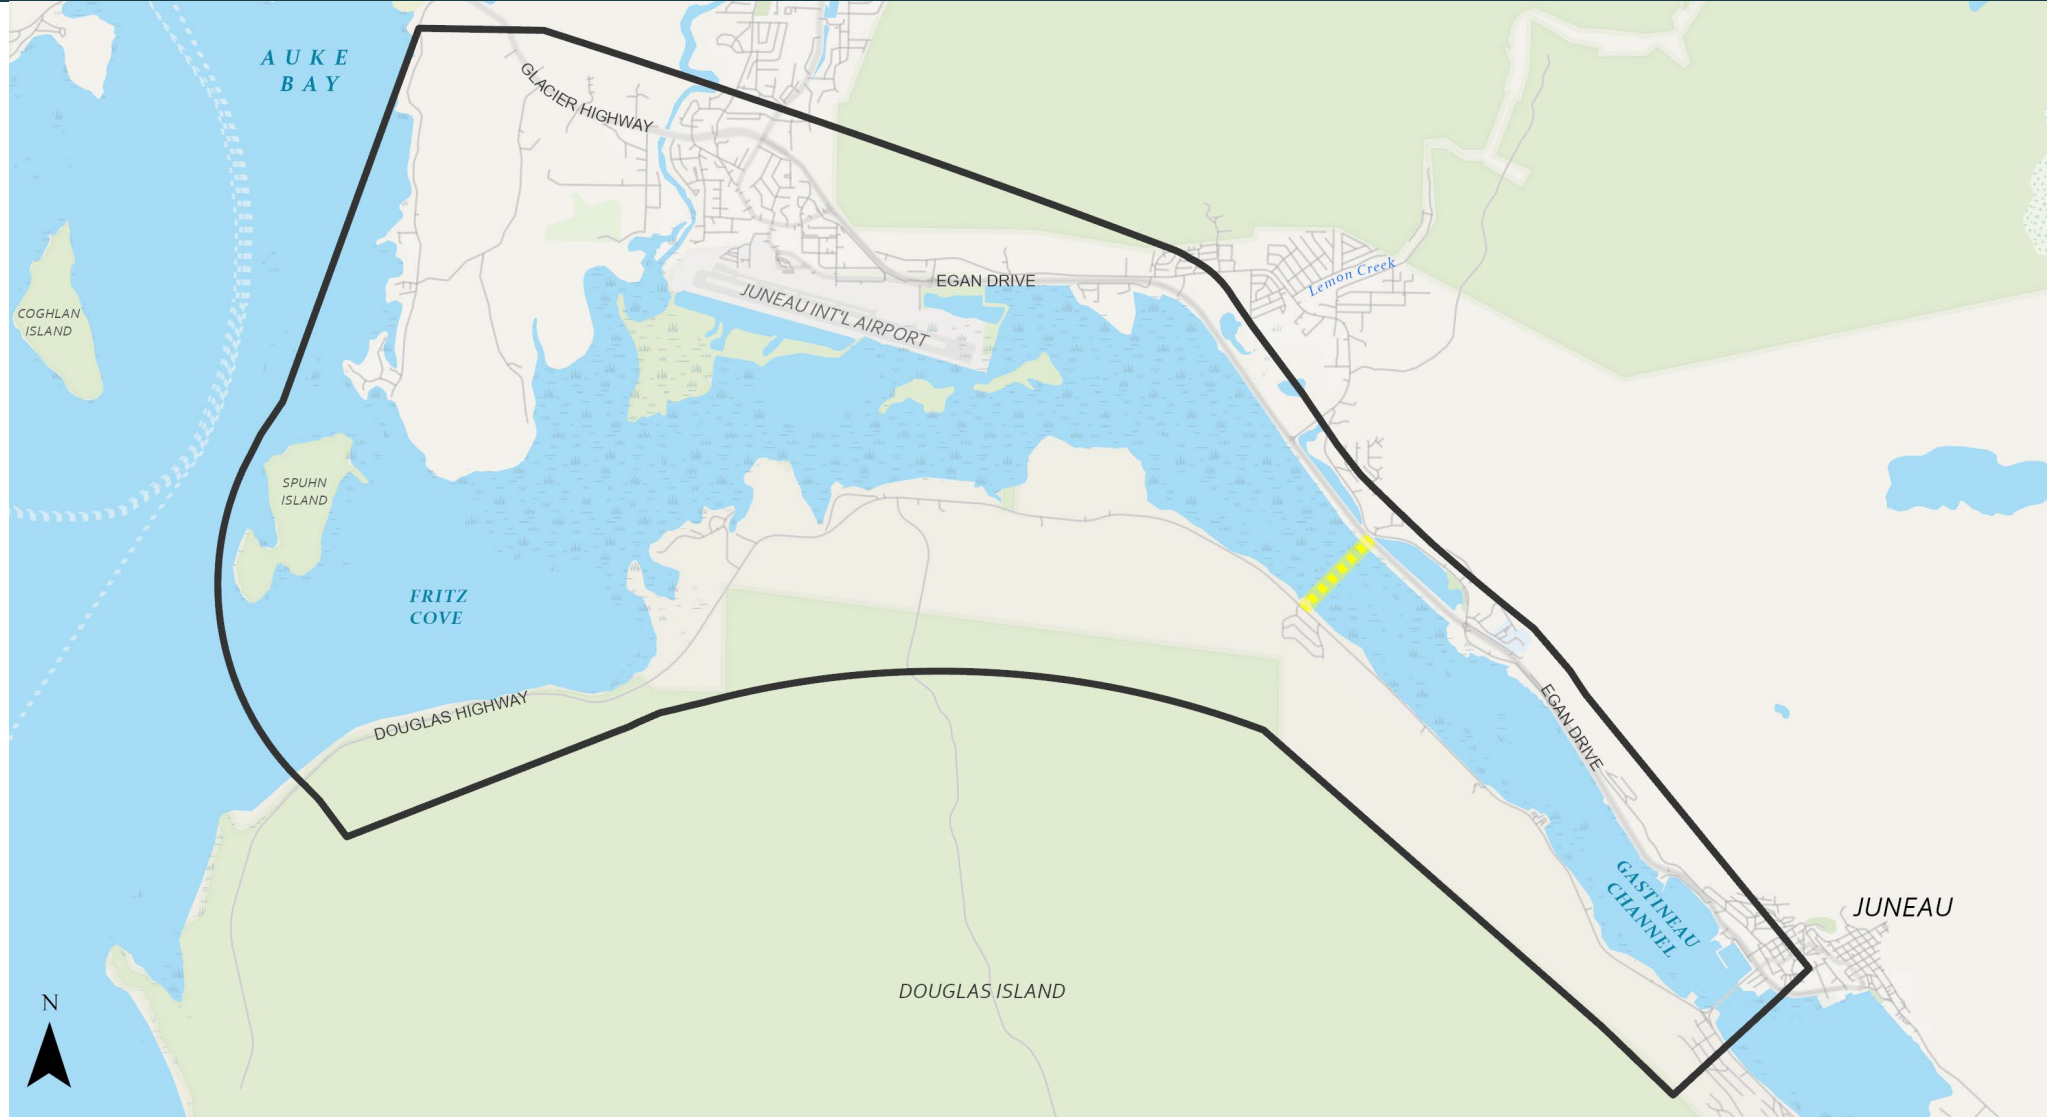 AUKE
BAY
GLACIER HIGHWAY
Lemon Creek
EGAN DRIVE
JUNEAU INT'L AIRPORT
COGHLAN
ISLAND
SPUHN
ISLAND
FRITZ
COVE
DOUGLAS HIGHWAY
EGAN DRIVE
GASTINEAU
CHANNEL
JUNEAU
DOUGLAS ISLAND
N